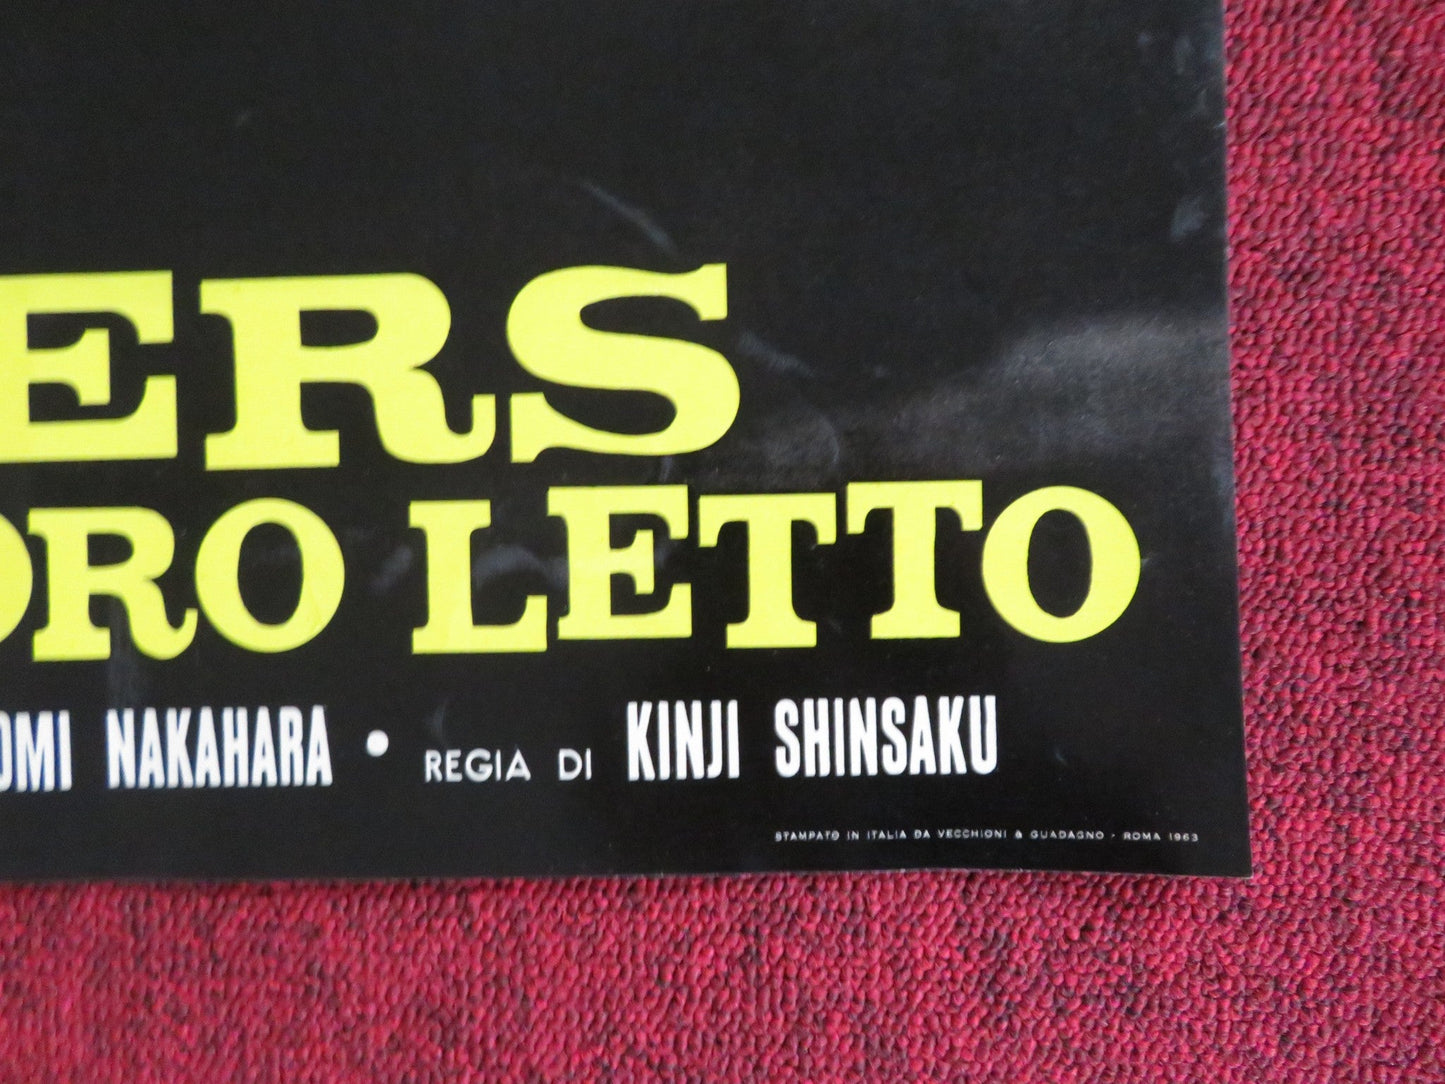 ERS
ORO LETTO
OMI NAKAHARA • REGIA DI KINJI SHINSAKU
STAMPATO IN ITALIA DA VECCHIONI & GUADAGNO - ROMA 1963